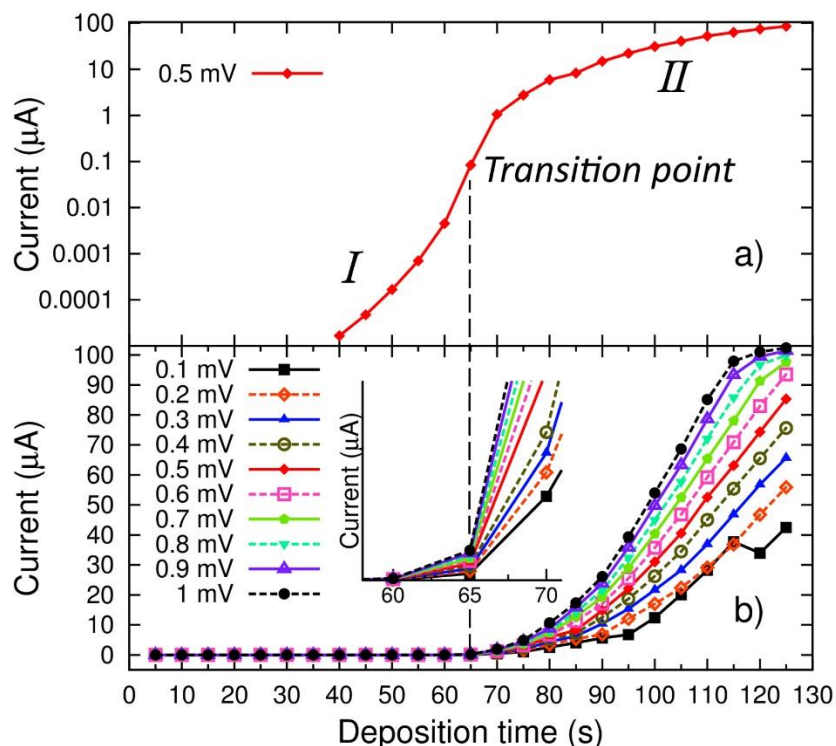 100
10
1
0.1
0.01
0.001
0.0001
Current (μA)
0.5 mV
I
II
Transition point
a)
100
90
80
70
60
50
40
30
20
10
0
Current (μA)
0.1 mV
0.2 mV
0.3 mV
0.4 mV
0.5 mV
0.6 mV
0.7 mV
0.8 mV
0.9 mV
1 mV
Current (μA)
60 65 70
b)
0 10 20 30 40 50 60 70 80 90 100 110 120 130
Deposition time (s)